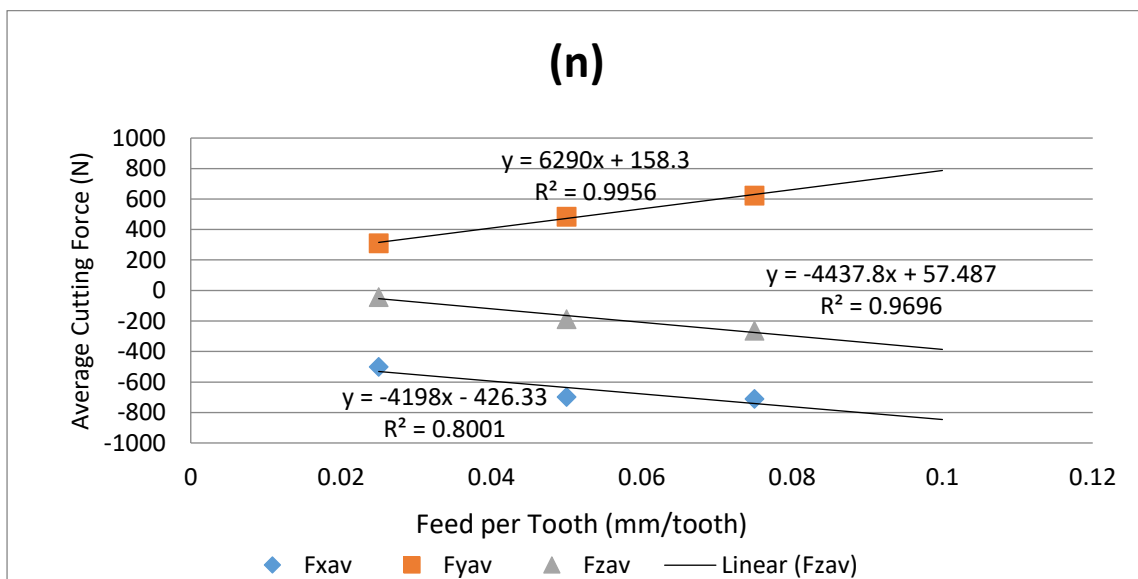 (n)
Average Cutting Force (N)
1000
800
600
400
200
0
-200
-400
-600
-800
-1000
y = 6290x + 158.3
R² = 0.9956
y = -4437.8x + 57.487
R² = 0.9696
y = -4198x - 426.33
R² = 0.8001
0 0.02 0.04 0.06 0.08 0.1 0.12
Feed per Tooth (mm/tooth)
Fxav Fyav Fzav Linear (Fzav)